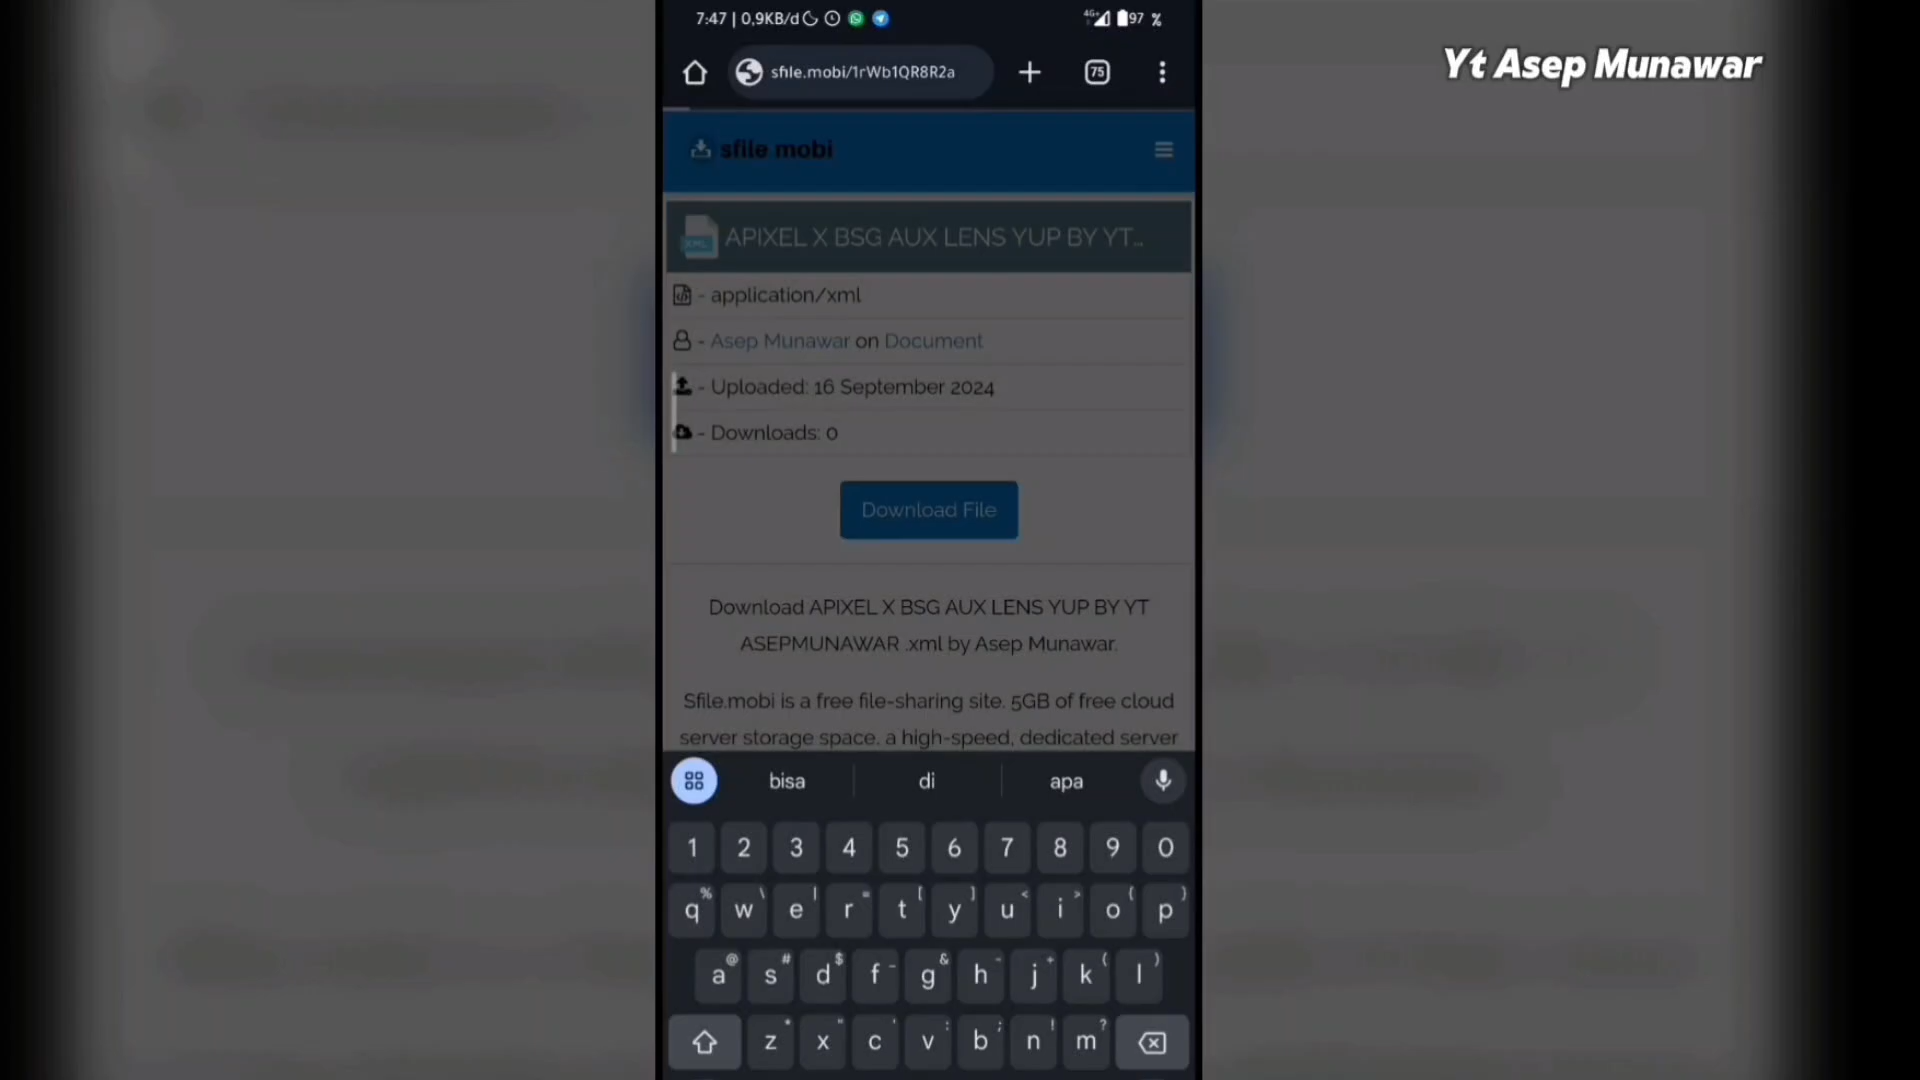 7:47 | 0,9KB/d
4G+
97 %
Yt Asep Munawar
sfile.mobi/1rWb1QR8R2a
75
sfile mobi
XML
APIXEL X BSG AUX LENS YUP BY YT...
- application/xml
- Asep Munawar on Document
- Uploaded: 16 September 2024
- Downloads: 0
Download File
Download APIXEL X BSG AUX LENS YUP BY YT
ASEPMUNAWAR .xml by Asep Munawar.
Sfile.mobi is a free file-sharing site. 5GB of free cloud
server storage space. a high-speed, dedicated server
bisa di apa
1 2 3 4 5 6 7 8 9 0
% \ | = [ ] < > { }
q w e r t y u i o p
@ # $ - & - + ( )
a s d f g h j k l
* " ' : ; ! ?
z x c v b n m